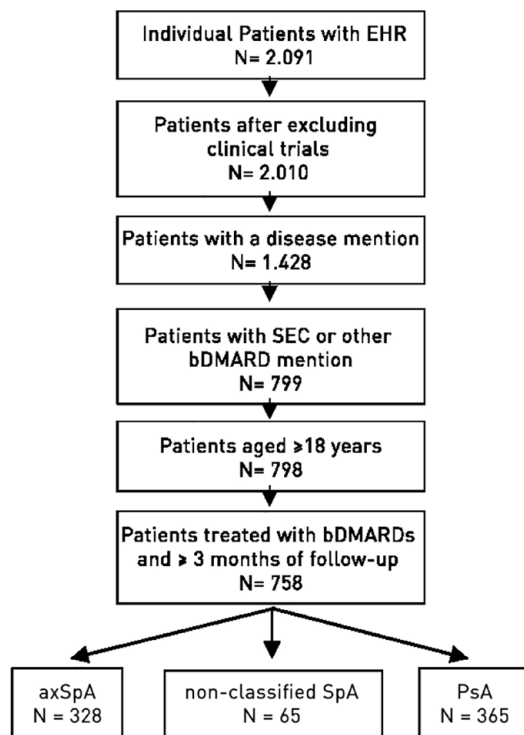 Individual Patients with EHR
N= 2.091
Patients after excluding
clinical trials
N= 2.010
Patients with a disease mention
N= 1.428
Patients with SEC or other
bDMARD mention
N= 799
Patients aged ≥18 years
N= 798
Patients treated with bDMARDs
and ≥ 3 months of follow-up
N= 758
axSpA
N = 328
non-classified SpA
N = 65
PsA
N = 365